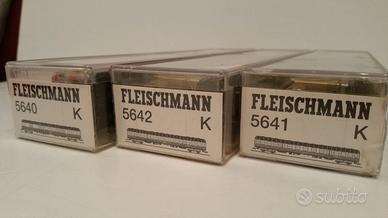 FLEISCHMANN
5640 K
FLEISCHMANN
5642 K
FLEISCHMANN
5641 K
subito